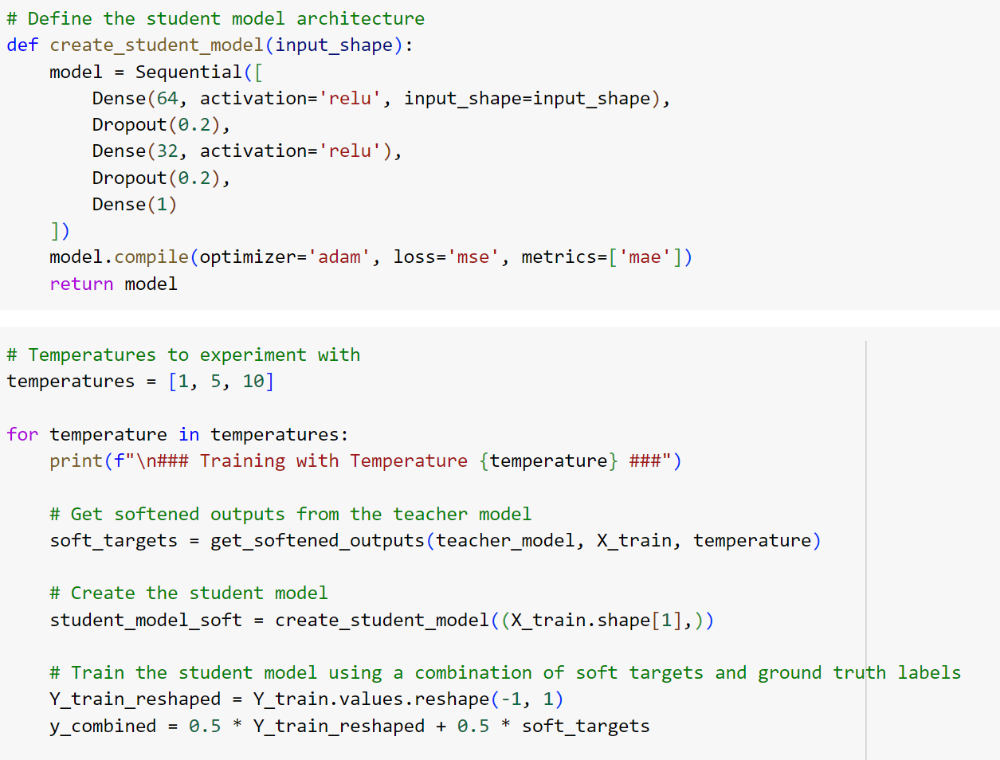 # Define the student model architecture
def create_student_model(input_shape):
    model = Sequential([
        Dense(64, activation='relu', input_shape=input_shape),
        Dropout(0.2),
        Dense(32, activation='relu'),
        Dropout(0.2),
        Dense(1)
    ])
    model.compile(optimizer='adam', loss='mse', metrics=['mae'])
    return model
# Temperatures to experiment with
temperatures = [1, 5, 10]
for temperature in temperatures:
    print(f"\n### Training with Temperature {temperature} ###")
    # Get softened outputs from the teacher model
    soft_targets = get_softened_outputs(teacher_model, X_train, temperature)
    # Create the student model
    student_model_soft = create_student_model((X_train.shape[1],))
    # Train the student model using a combination of soft targets and ground truth labels
    Y_train_reshaped = Y_train.values.reshape(-1, 1)
    y_combined = 0.5 * Y_train_reshaped + 0.5 * soft_targets